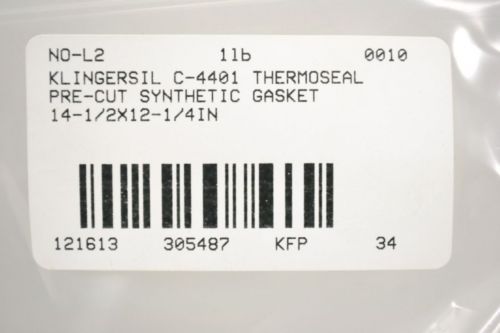 NO-L2 1lb 0010
KLINGERSIL C-4401 THERMOSEAL
PRE-CUT SYNTHETIC GASKET
14-1/2X12-1/4IN
121613 305487 KFP 34